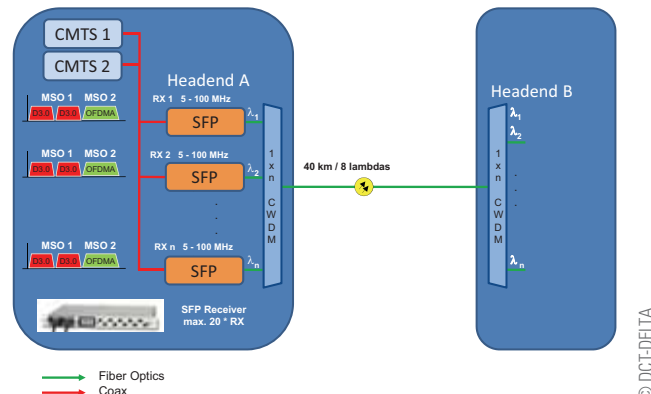 CMTS 1
CMTS 2
Headend A
MSO 1 MSO 2
D3.0 D3.0 OFDMA
RX 1 5 - 100 MHz
SFP
λ1
MSO 1 MSO 2
D3.0 D3.0 OFDMA
RX 2 5 - 100 MHz
SFP
λ2
MSO 1 MSO 2
D3.0 D3.0 OFDMA
RX n 5 - 100 MHz
SFP
λn
1 x n CWDM
SFP Receiver
max. 20 * RX
40 km / 8 lambdas
Headend B
λ1
λ2
λn
1 x n CWDM
Fiber Optics
Coax
© DCT-DELTA